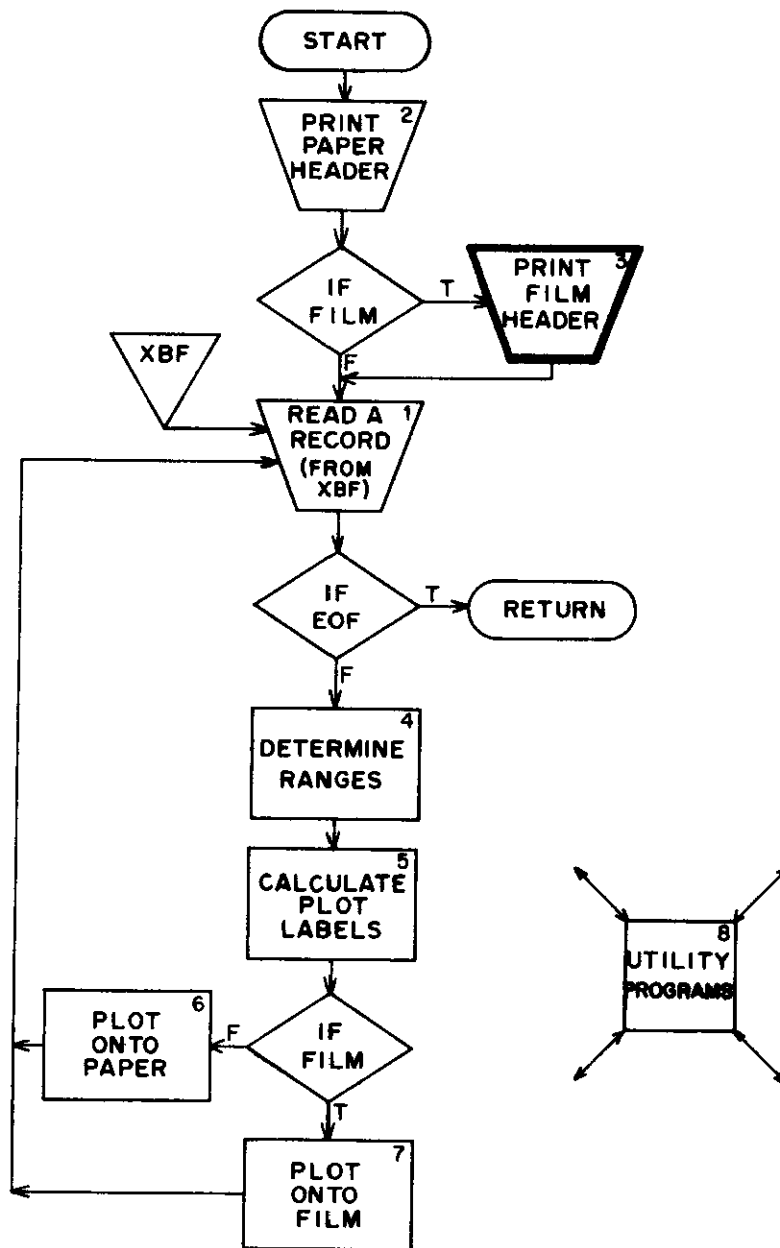 START
2
PRINT
PAPER
HEADER
IF
FILM
T
F
3
PRINT
FILM
HEADER
XBF
1
READ A
RECORD
(FROM
XBF)
IF
EOF
T
F
RETURN
4
DETERMINE
RANGES
5
CALCULATE
PLOT
LABELS
IF
FILM
F
T
6
PLOT
ONTO
PAPER
7
PLOT
ONTO
FILM
8
UTILITY
PROGRAMS